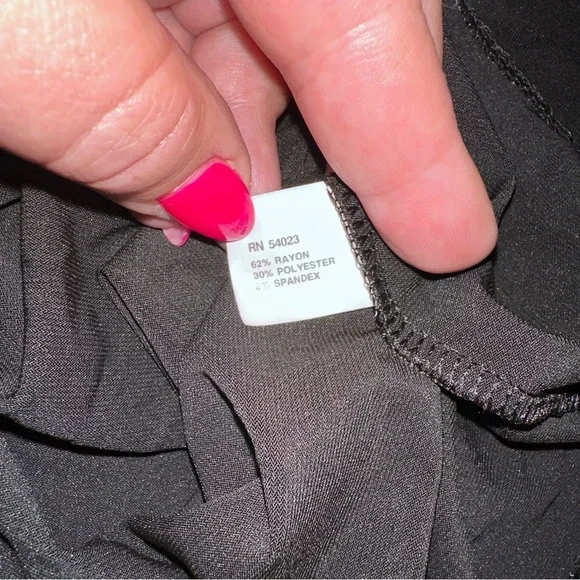 RN 54023
62% RAYON
30% POLYESTER
SPANDEX